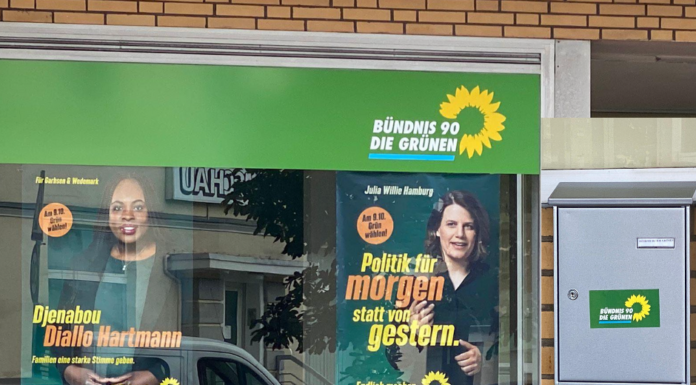 BÜNDNIS 90
DIE GRÜNEN
Für Garbsen & Wedemark
Am 9.10.
Grün
wählen!
Djenabou
Diallo Hartmann
Familien eine starke Stimme geben.
Julia Willie Hamburg
Am 9.10.
Grün
wählen!
Politik für
morgen
statt von
gestern.
BÜNDNIS 90
DIE GRÜNEN